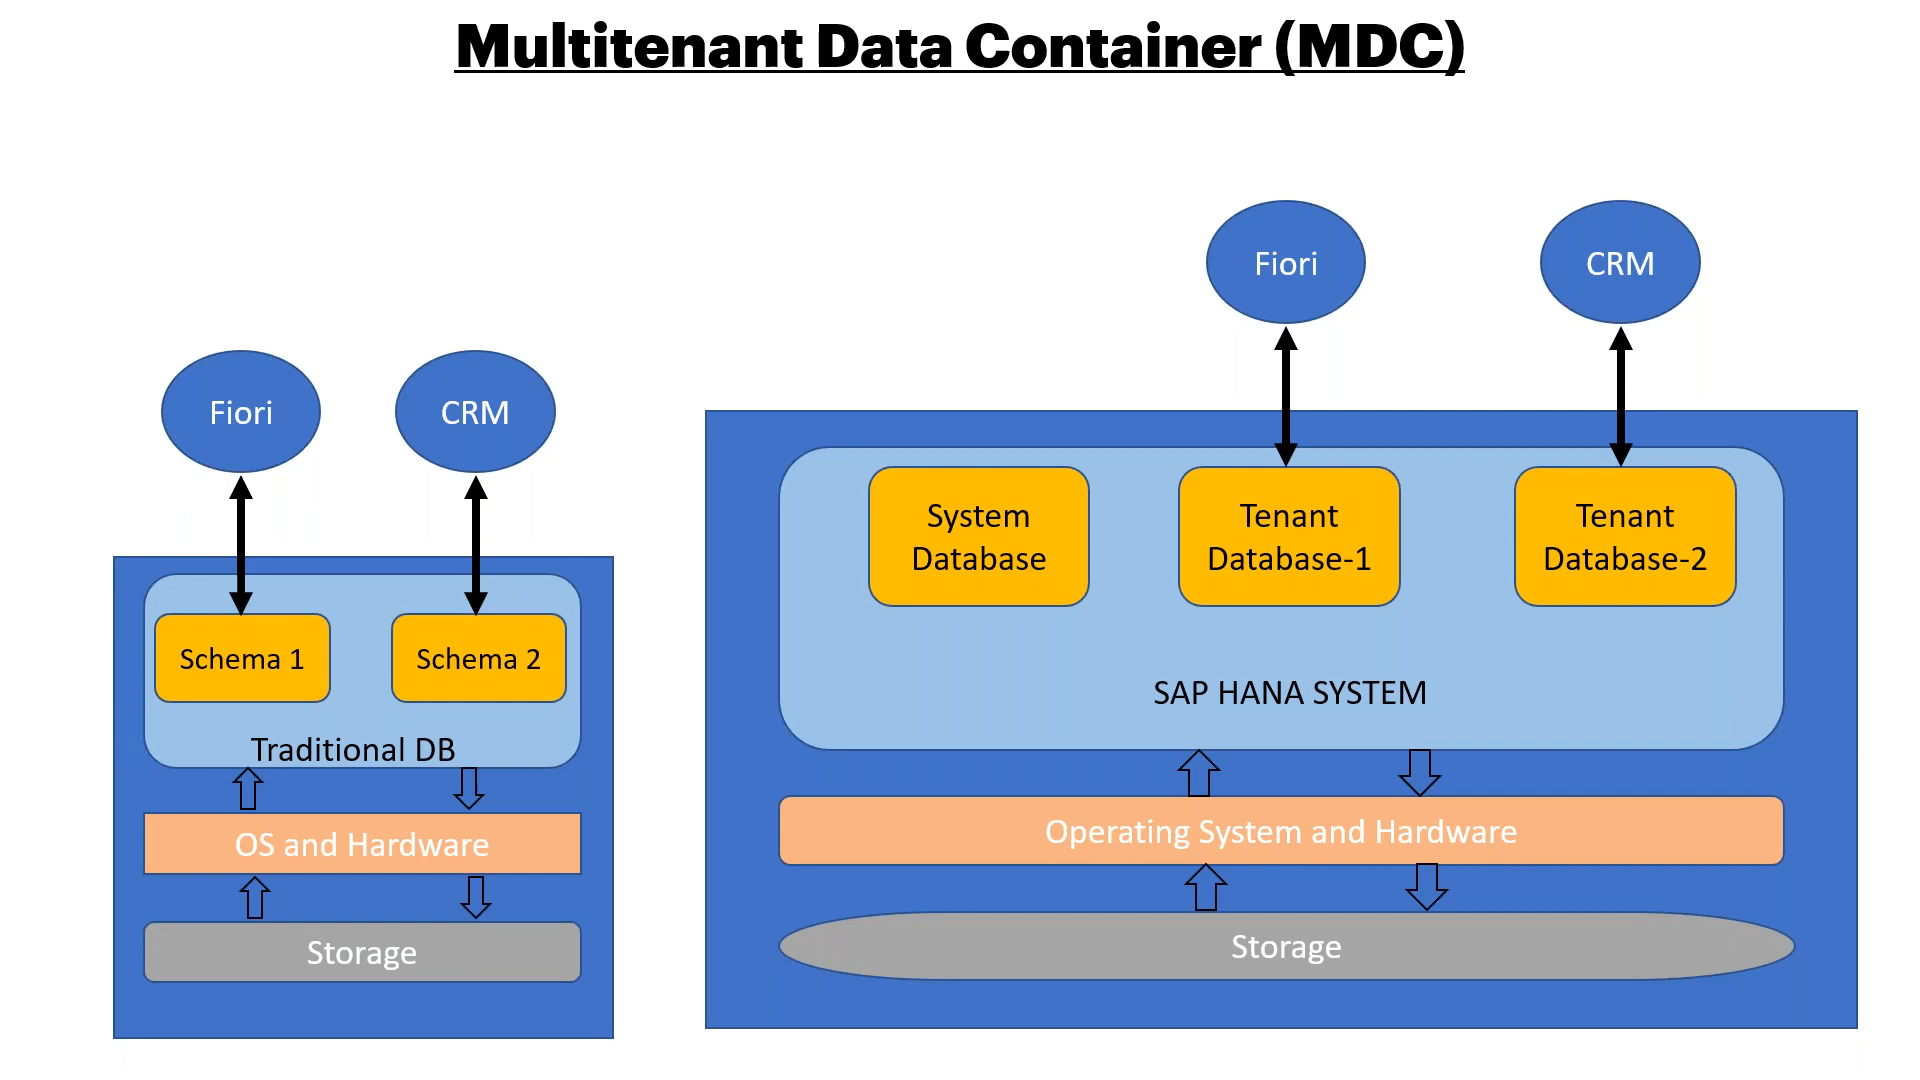 Multitenant Data Container (MDC)
Fiori
CRM
Schema 1
Schema 2
Traditional DB
OS and Hardware
Storage
Fiori
CRM
System
Database
Tenant
Database-1
Tenant
Database-2
SAP HANA SYSTEM
Operating System and Hardware
Storage